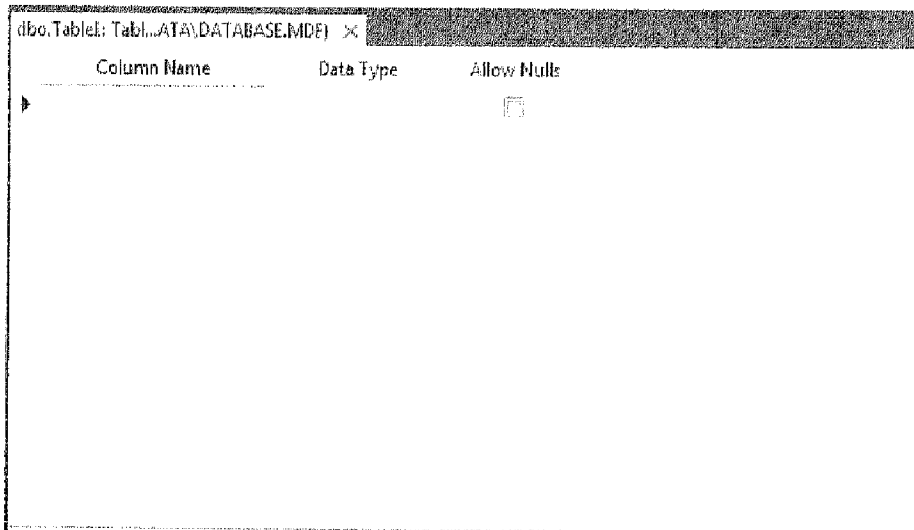 dbo.Table1: Tabl...ATA\DATABASE.MDF) ×
Column Name Data Type Allow Nulls